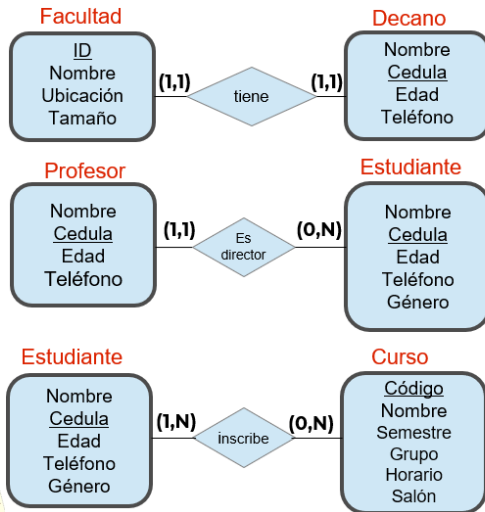 Facultad
ID
Nombre
Ubicación
Tamaño
(1,1)
tiene
(1,1)
Decano
Nombre
Cedula
Edad
Teléfono
Profesor
Nombre
Cedula
Edad
Teléfono
(1,1)
Es
director
(0,N)
Estudiante
Nombre
Cedula
Edad
Teléfono
Género
Estudiante
Nombre
Cedula
Edad
Teléfono
Género
(1,N)
inscribe
(0,N)
Curso
Código
Nombre
Semestre
Grupo
Horario
Salón